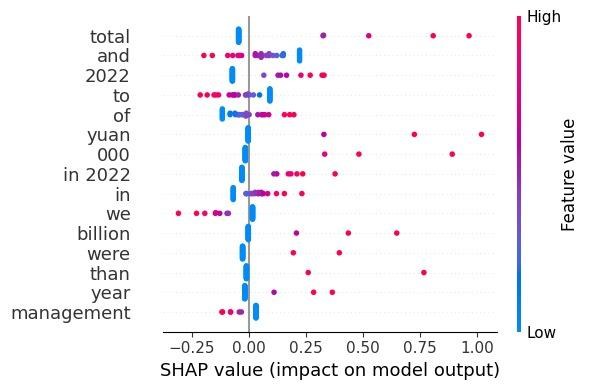 total
and
2022
to
of
yuan
000
in 2022
in
we
billion
were
than
year
management
−0.25 0.00 0.25 0.50 0.75 1.00
SHAP value (impact on model output)
High
Feature value
Low